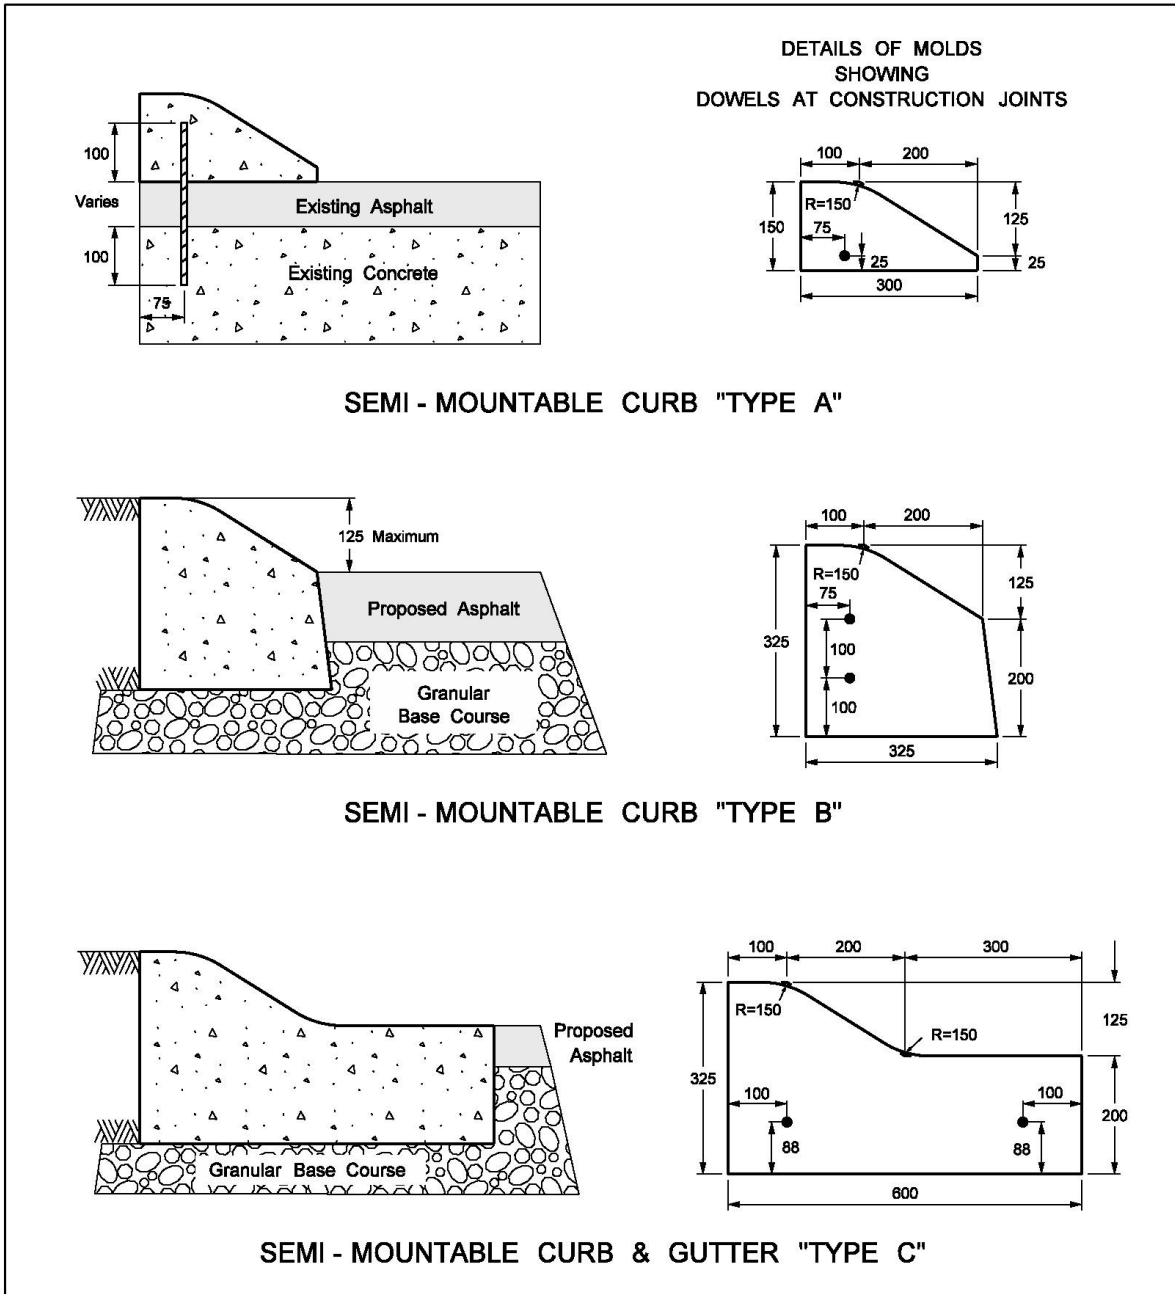 DETAILS OF MOLDS
SHOWING
DOWELS AT CONSTRUCTION JOINTS
100
Varies
100
75
Existing Asphalt
Existing Concrete
100
200
R=150
150
75
125
25
25
300
SEMI - MOUNTABLE CURB "TYPE A"
125 Maximum
Proposed Asphalt
Granular
Base Course
100
200
R=150
75
125
325
100
100
200
325
SEMI - MOUNTABLE CURB "TYPE B"
Proposed
Asphalt
Granular Base Course
100
200
300
R=150
R=150
125
325
100
100
200
88
88
600
SEMI - MOUNTABLE CURB & GUTTER "TYPE C"